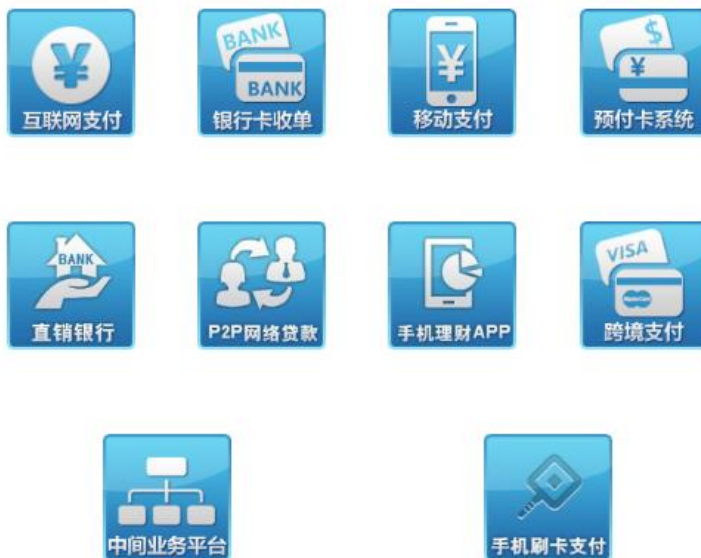 ¥
互联网支付
BANK
BANK
银行卡收单
¥
移动支付
$
¥
预付卡系统
BANK
直销银行
P2P网络贷款
手机理财APP
VISA
MasterCard
跨境支付
中间业务平台
手机刷卡支付